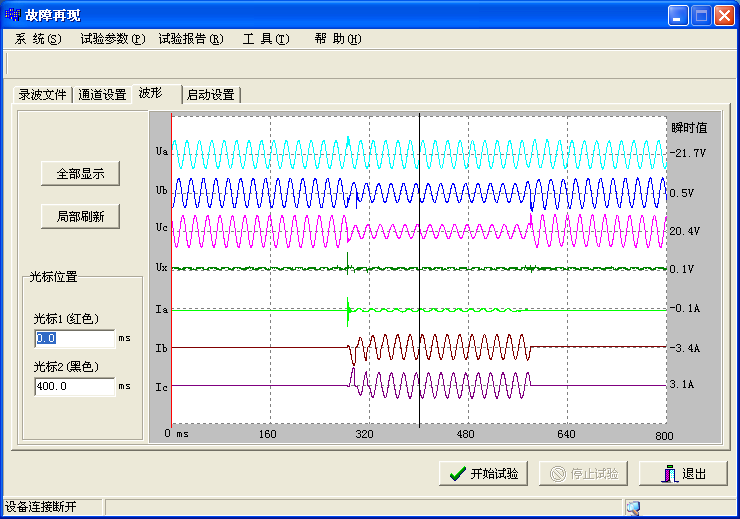 故障再现
系 统(S) 试验参数(P) 试验报告(R) 工 具(T) 帮 助(H)
录波文件 通道设置 波形 启动设置
全部显示
局部刷新
光标位置
光标1(红色)
0.0 ms
光标2(黑色)
400.0 ms
瞬时值
Ua -21.7V
Ub 0.5V
Uc 20.4V
Ux 0.1V
Ia -0.1A
Ib -3.4A
Ic 3.1A
0 ms 160 320 480 640 800
开始试验 停止试验 退出
设备连接断开